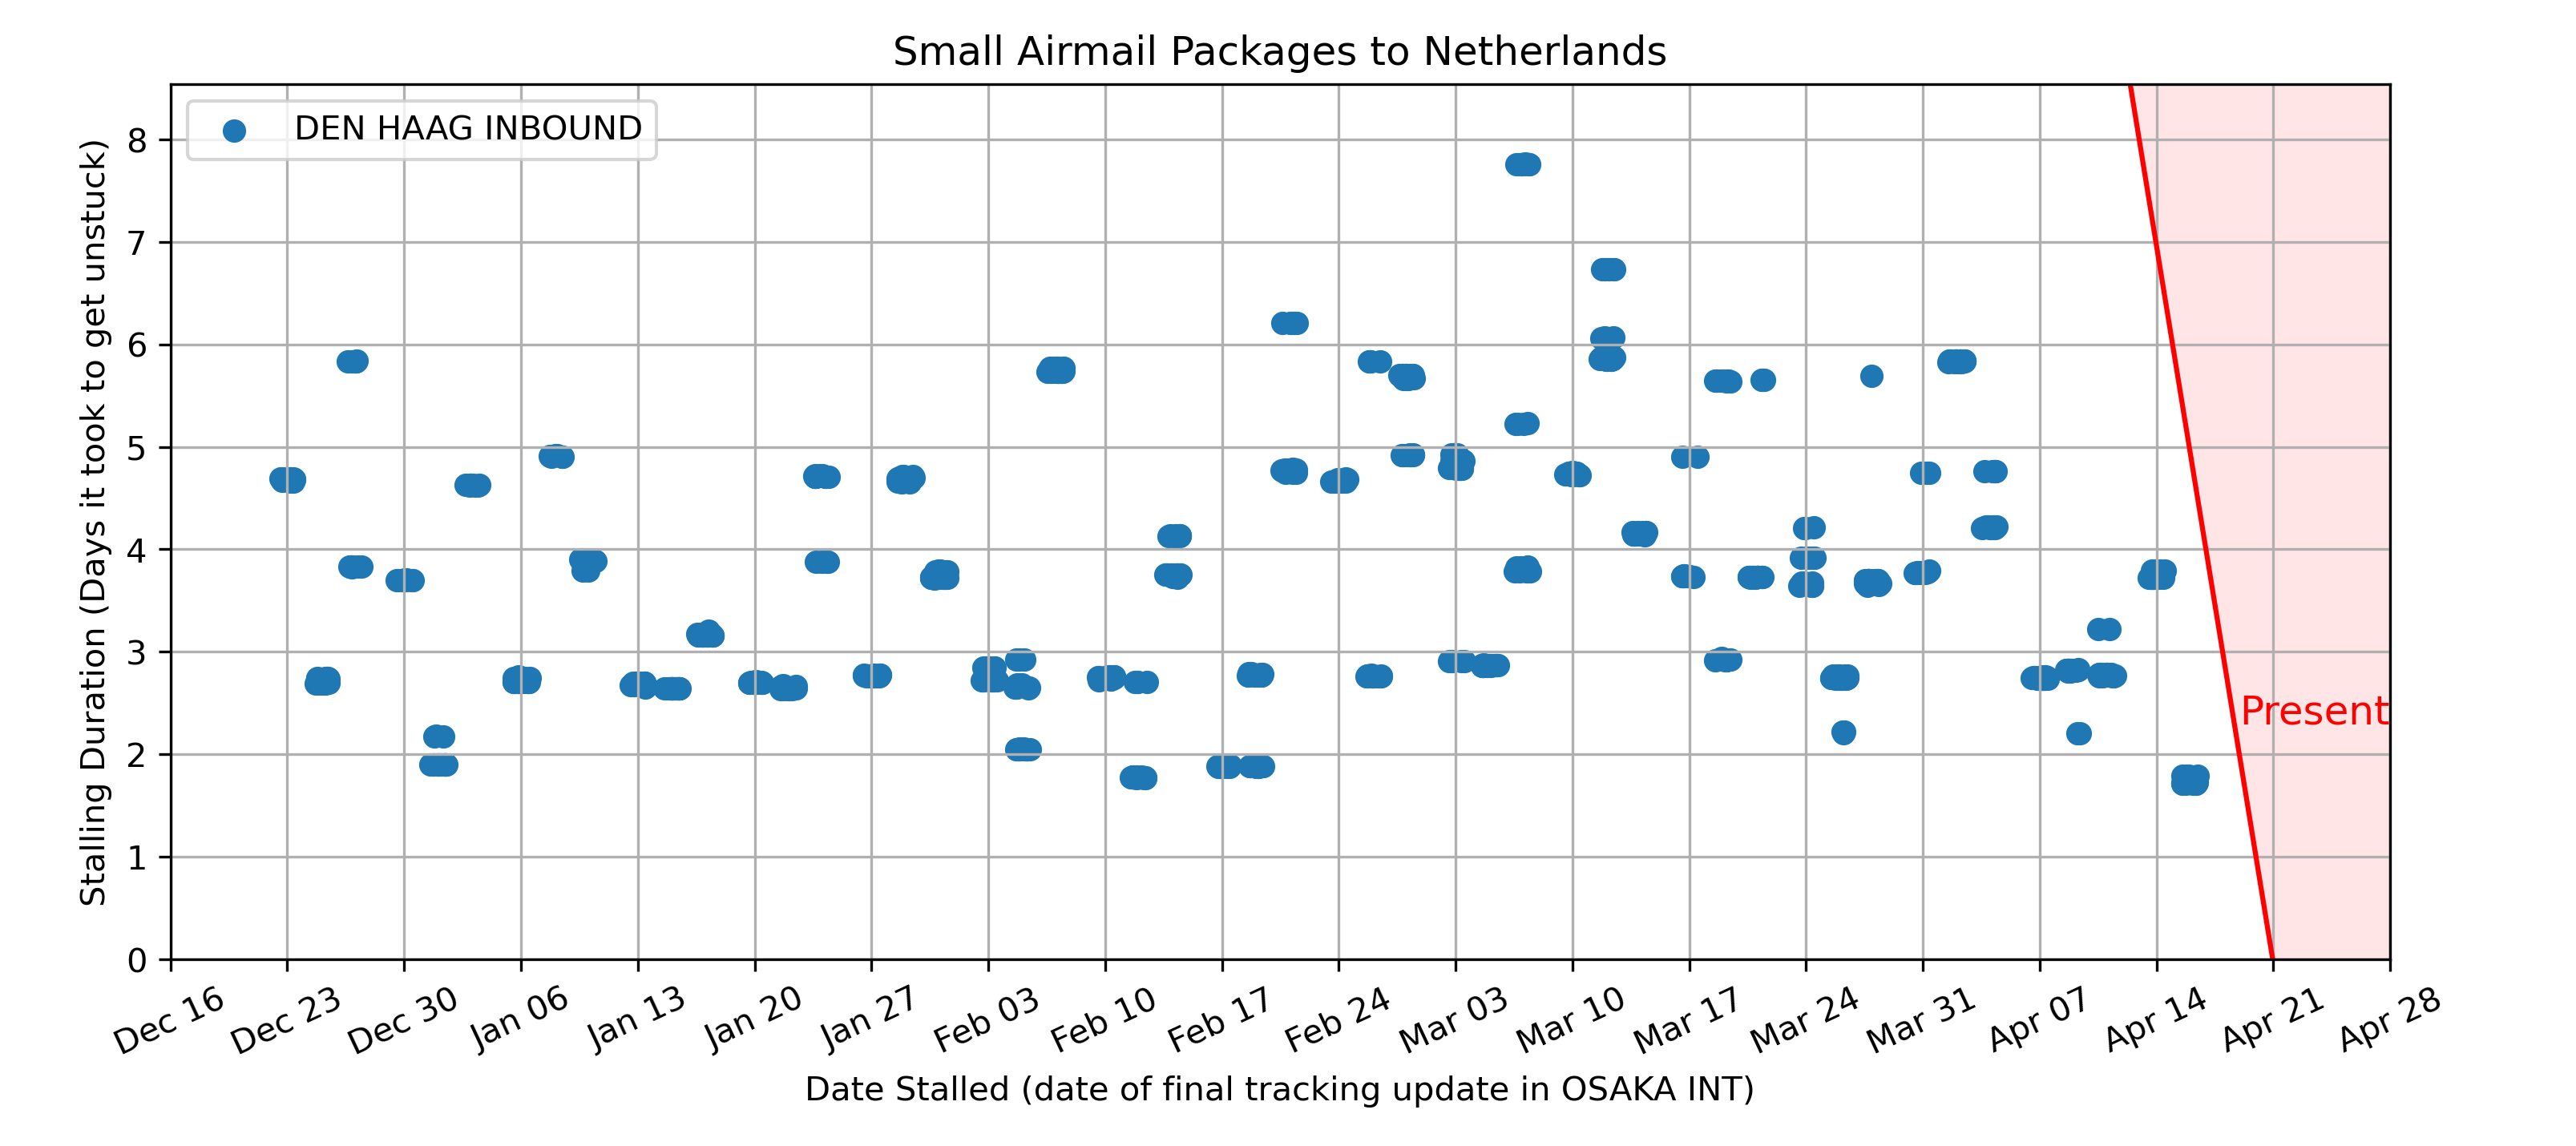 Small Airmail Packages to Netherlands
DEN HAAG INBOUND
Stalling Duration (Days it took to get unstuck)
8
7
6
5
4
3
2
1
0
Present
Dec 16 Dec 23 Dec 30 Jan 06 Jan 13 Jan 20 Jan 27 Feb 03 Feb 10 Feb 17 Feb 24 Mar 03 Mar 10 Mar 17 Mar 24 Mar 31 Apr 07 Apr 14 Apr 21 Apr 28
Date Stalled (date of final tracking update in OSAKA INT)